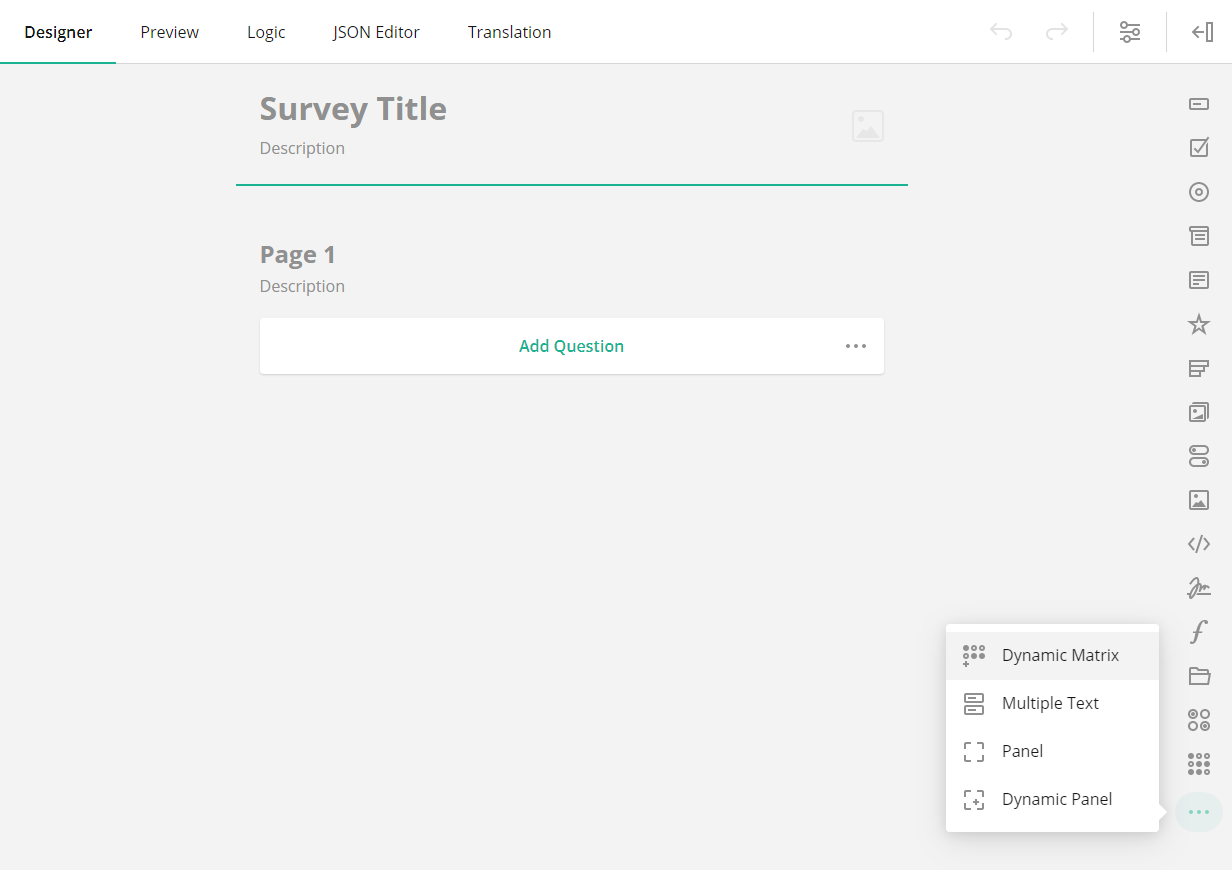 Designer Preview Logic JSON Editor Translation
Survey Title
Description
Page 1
Description
Add Question
Dynamic Matrix
Multiple Text
Panel
Dynamic Panel